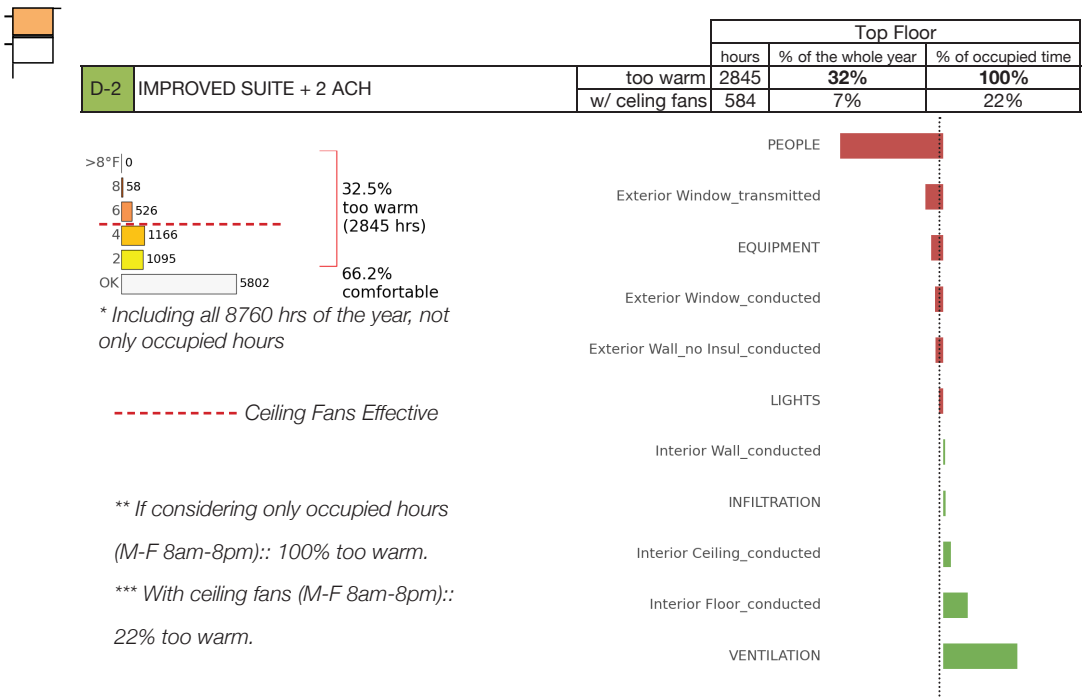 Top Floor
hours % of the whole year % of occupied time
D-2 IMPROVED SUITE + 2 ACH too warm 2845 32% 100%
w/ celing fans 584 7% 22%
>8°F 0
8 58
6 526
4 1166
2 1095
OK 5802
32.5%
too warm
(2845 hrs)
66.2%
comfortable
* Including all 8760 hrs of the year, not
only occupied hours
Ceiling Fans Effective
** If considering only occupied hours
(M-F 8am-8pm):: 100% too warm.
*** With ceiling fans (M-F 8am-8pm)::
22% too warm.
PEOPLE
Exterior Window_transmitted
EQUIPMENT
Exterior Window_conducted
Exterior Wall_no Insul_conducted
LIGHTS
Interior Wall_conducted
INFILTRATION
Interior Ceiling_conducted
Interior Floor_conducted
VENTILATION